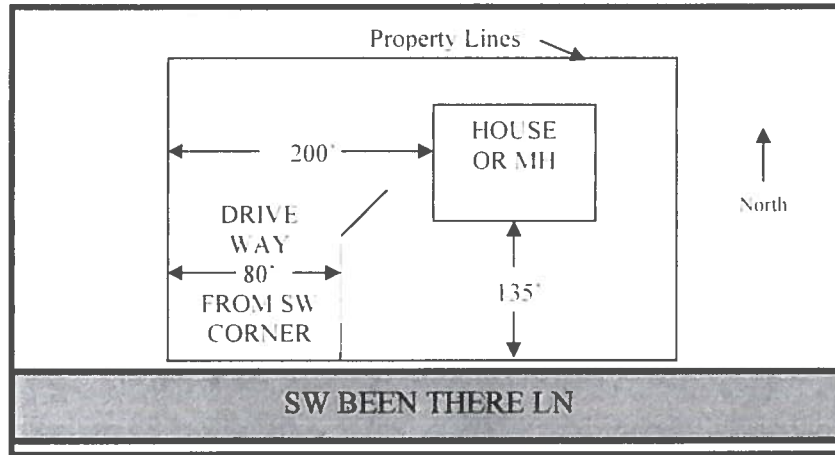 Property Lines
HOUSE
OR MH
200'
North
DRIVE
WAY
80'
FROM SW
CORNER
135'
SW BEEN THERE LN